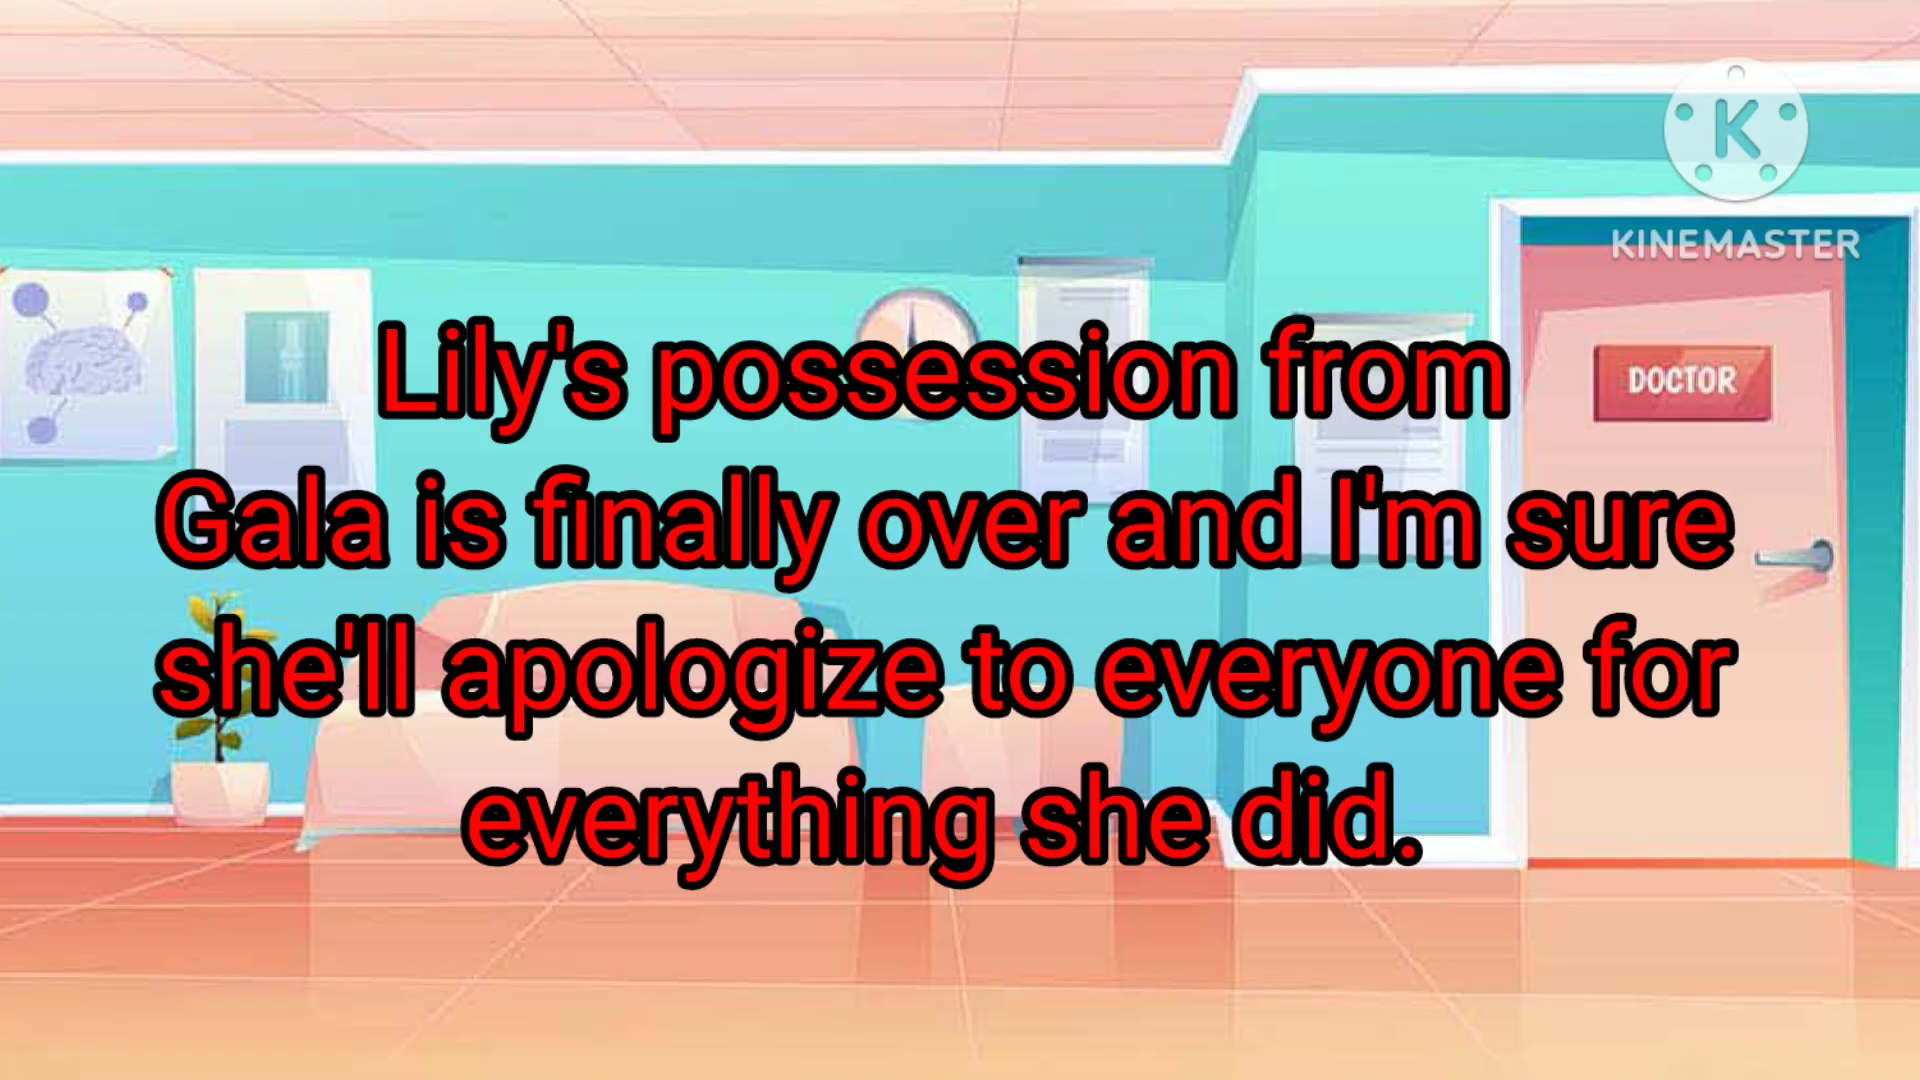 K
KINEMASTER
DOCTOR
Lily's possession from
Gala is finally over and I'm sure
she'll apologize to everyone for
everything she did.